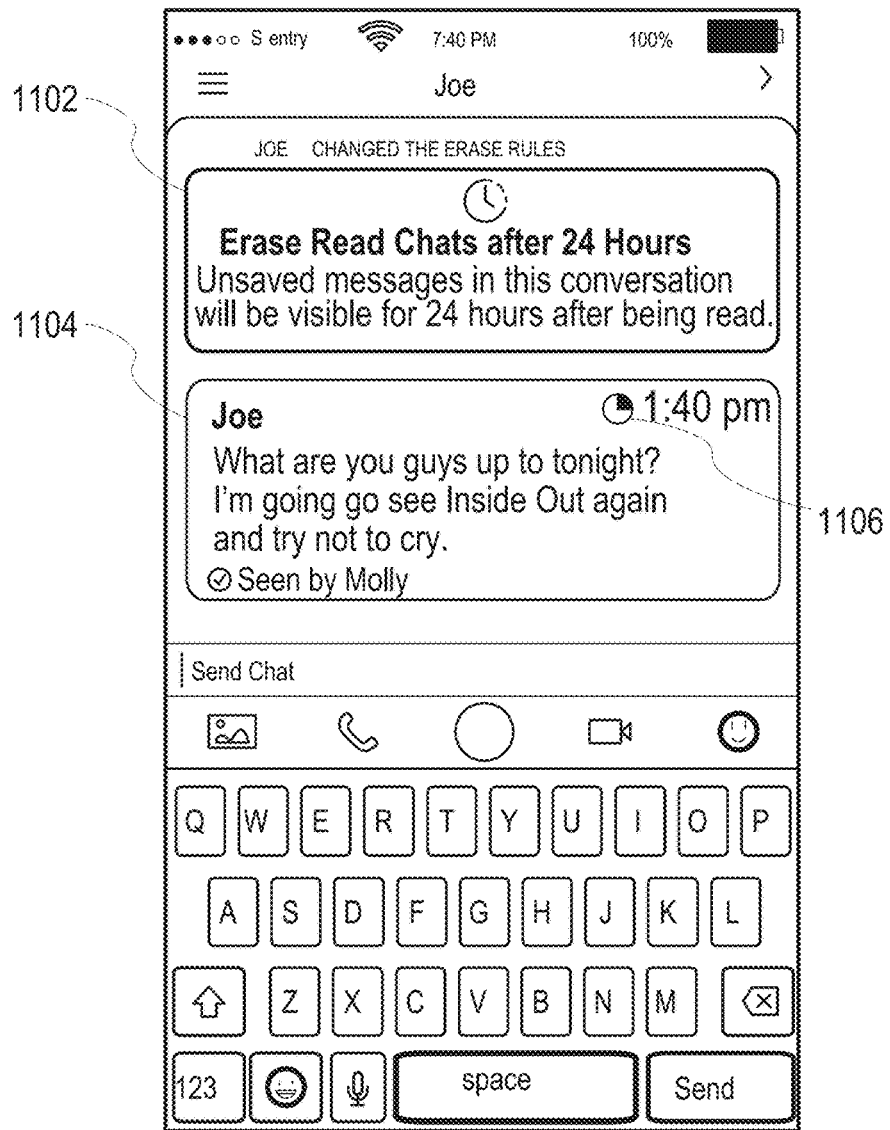 S entry 7:40 PM 100%
Joe
1102
JOE CHANGED THE ERASE RULES
Erase Read Chats after 24 Hours
Unsaved messages in this conversation
will be visible for 24 hours after being read.
1104
Joe 1:40 pm
What are you guys up to tonight?
I'm going go see Inside Out again
and try not to cry.
Seen by Molly
1106
Send Chat
Q W E R T Y U I O P
A S D F G H J K L
Z X C V B N M
123 space Send